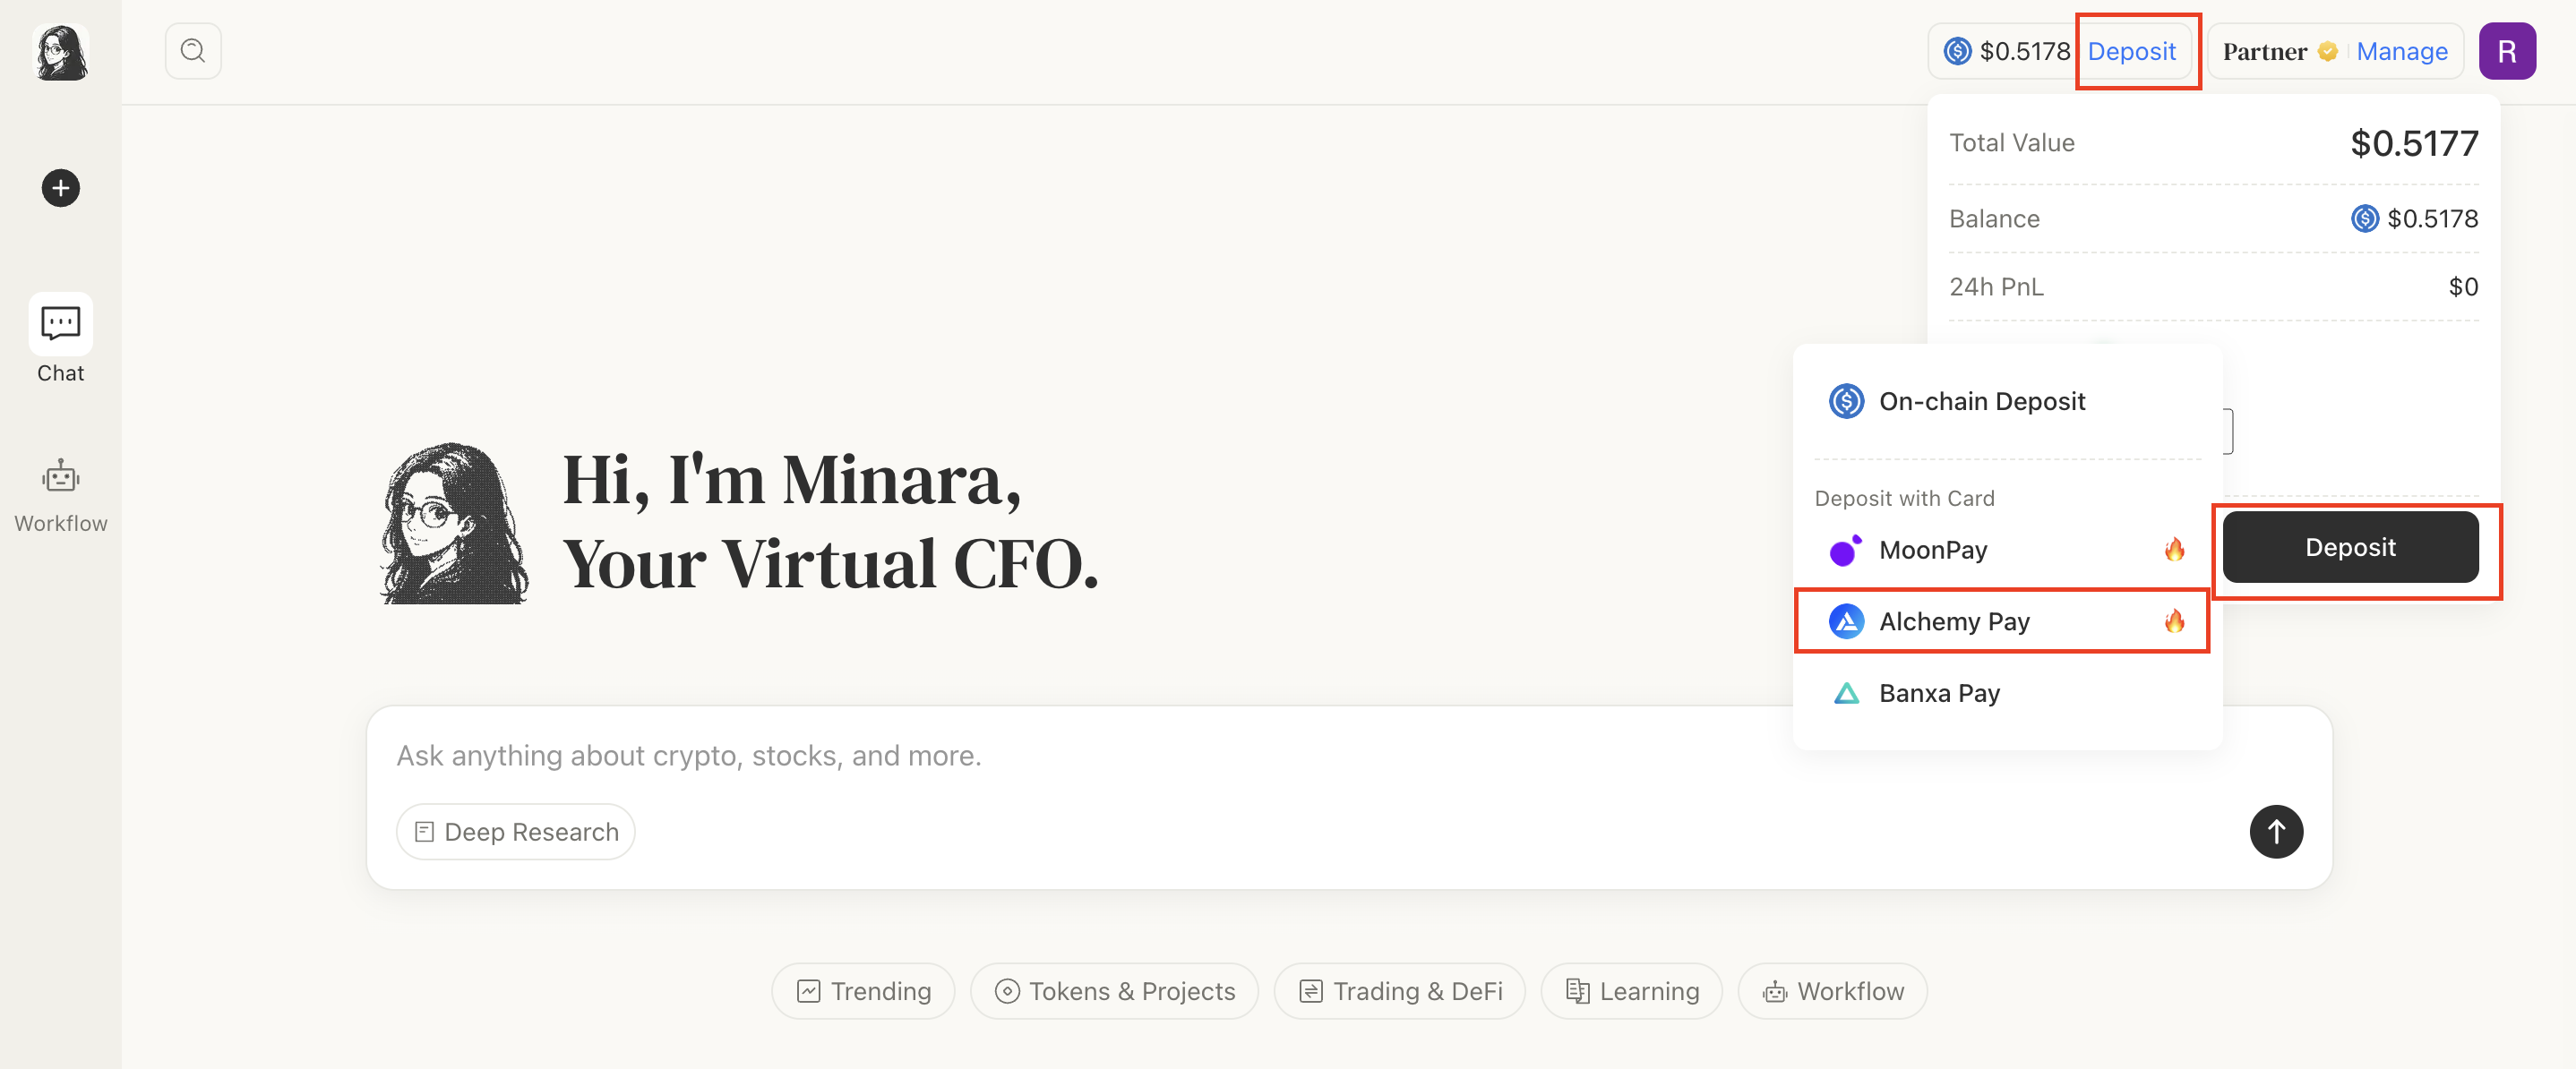 $0.5178 Deposit
Partner Manage
R
Total Value $0.5177
Balance $0.5178
24h PnL $0
Chat
Workflow
On-chain Deposit
Deposit with Card
MoonPay
Alchemy Pay
Banxa Pay
Deposit
Hi, I'm Minara,
Your Virtual CFO.
Ask anything about crypto, stocks, and more.
Deep Research
Trending
Tokens & Projects
Trading & DeFi
Learning
Workflow